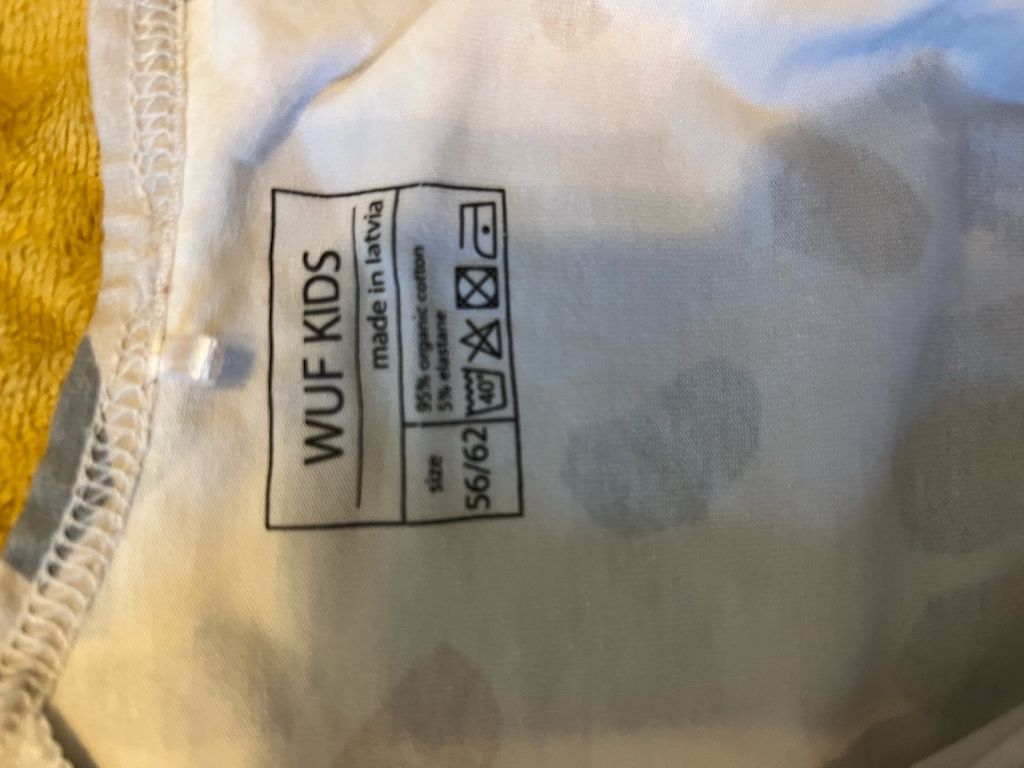 WUF KIDS
made in latvia
size
95% organic cotton
5% elastane
56/62
40°